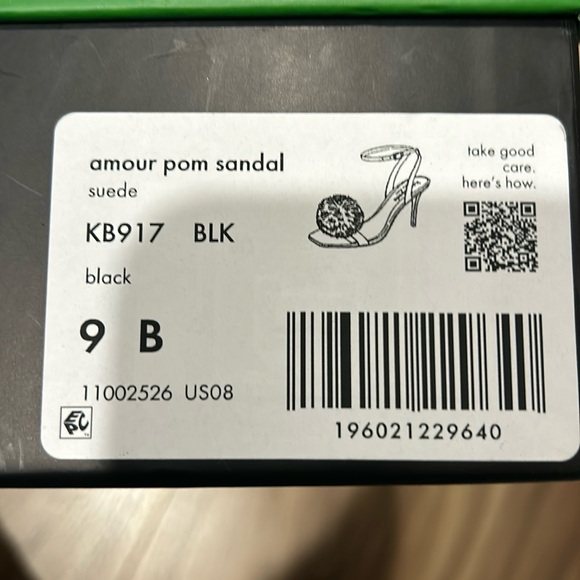 amour pom sandal
suede
KB917 BLK
black
9 B
11002526 US08
take good
care.
here's how.
196021229640